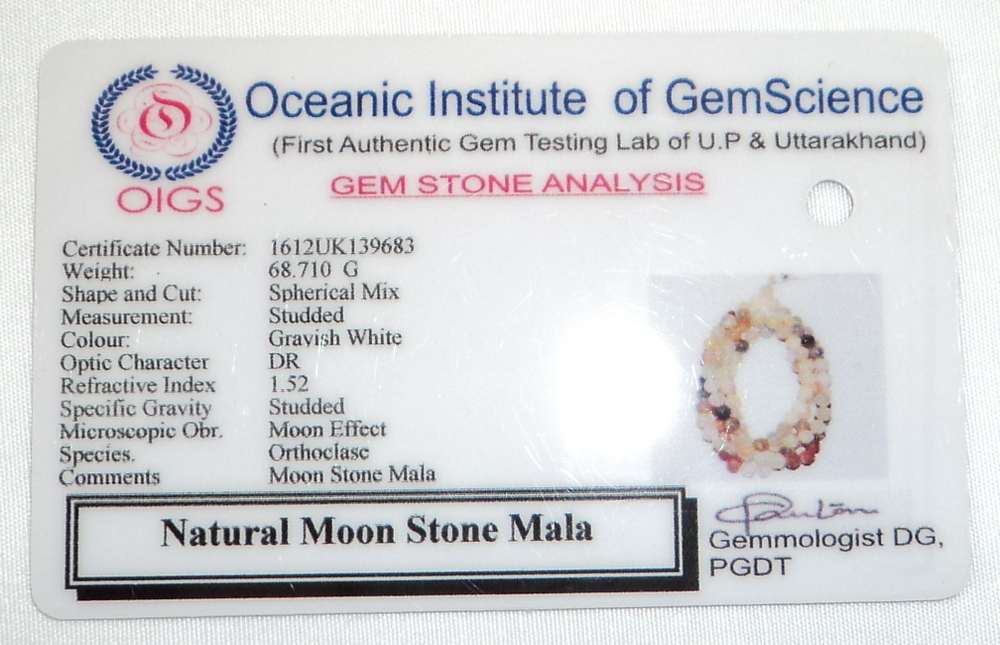 Oceanic Institute of GemScience
(First Authentic Gem Testing Lab of U.P & Uttarakhand)
OIGS
GEM STONE ANALYSIS
Certificate Number: 1612UK139683
Weight: 68.710 G
Shape and Cut: Spherical Mix
Measurement: Studded
Colour: Gravish White
Optic Character DR
Refractive Index 1.52
Specific Gravity Studded
Microscopic Obr. Moon Effect
Species. Orthoclase
Comments Moon Stone Mala
Natural Moon Stone Mala
Gemmologist DG,
PGDT